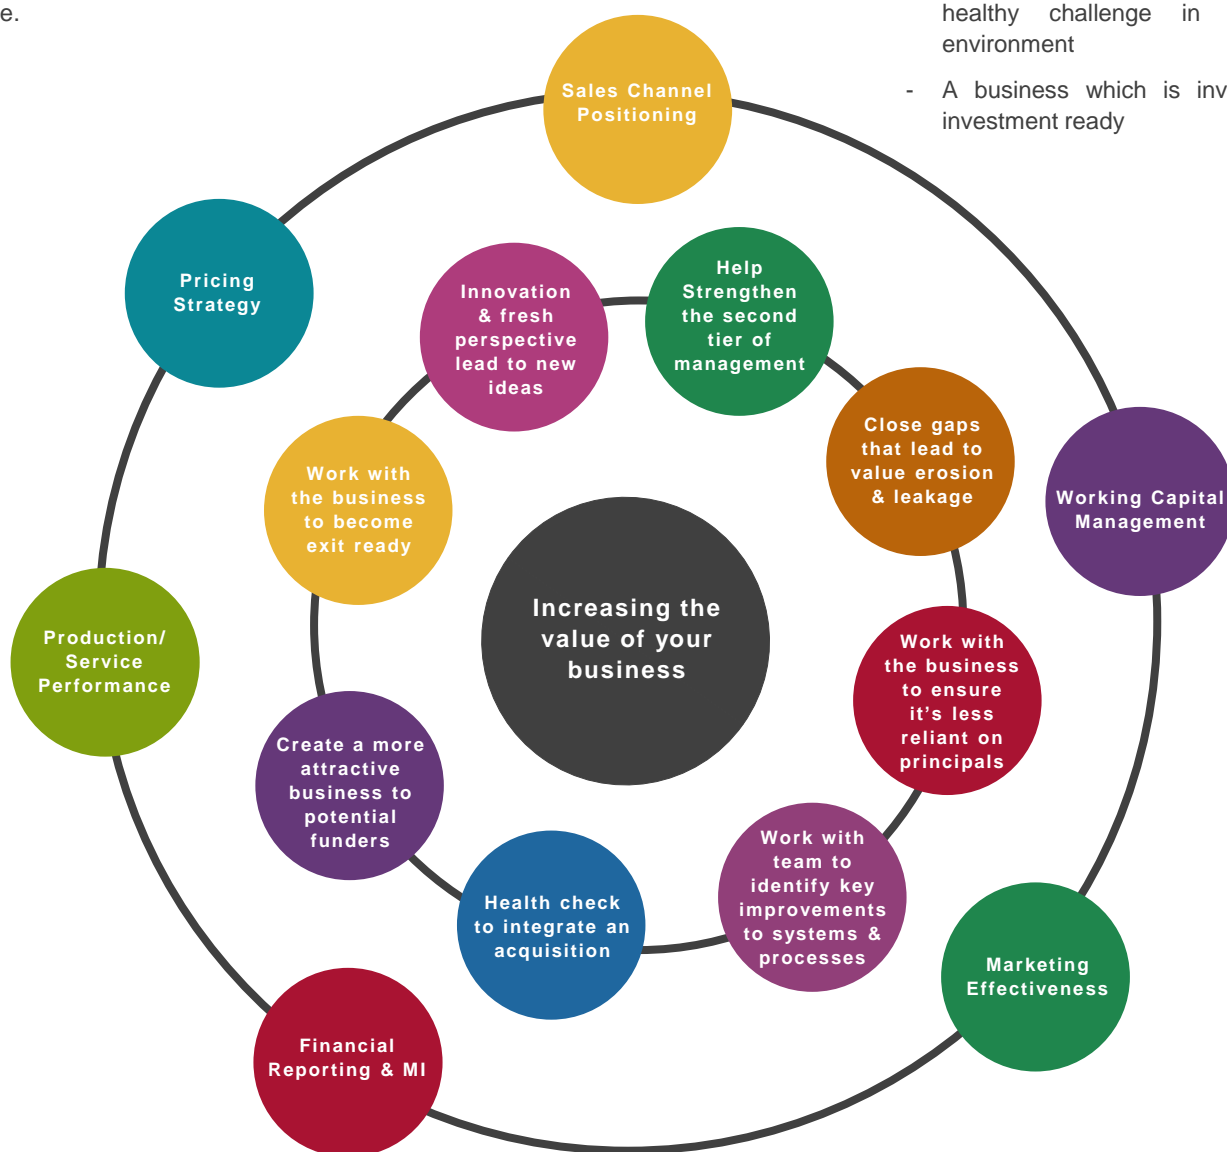 e.
healthy challenge in
environment
- A business which is
investment ready
Sales Channel
Positioning
Pricing
Strategy
Innovation
& fresh
perspective
lead to new
ideas
Help
Strengthen
the second
tier of
management
Close gaps
that lead to
value erosion
& leakage
Work with
the business
to become
exit ready
Working Capital
Management
Increasing the
value of your
business
Production/
Service
Performance
Work with
the business
to ensure
it's less
reliant on
principals
Create a more
attractive
business to
potential
funders
Work with
team to
identify key
improvements
to systems &
processes
Health check
to integrate an
acquisition
Marketing
Effectiveness
Financial
Reporting & MI